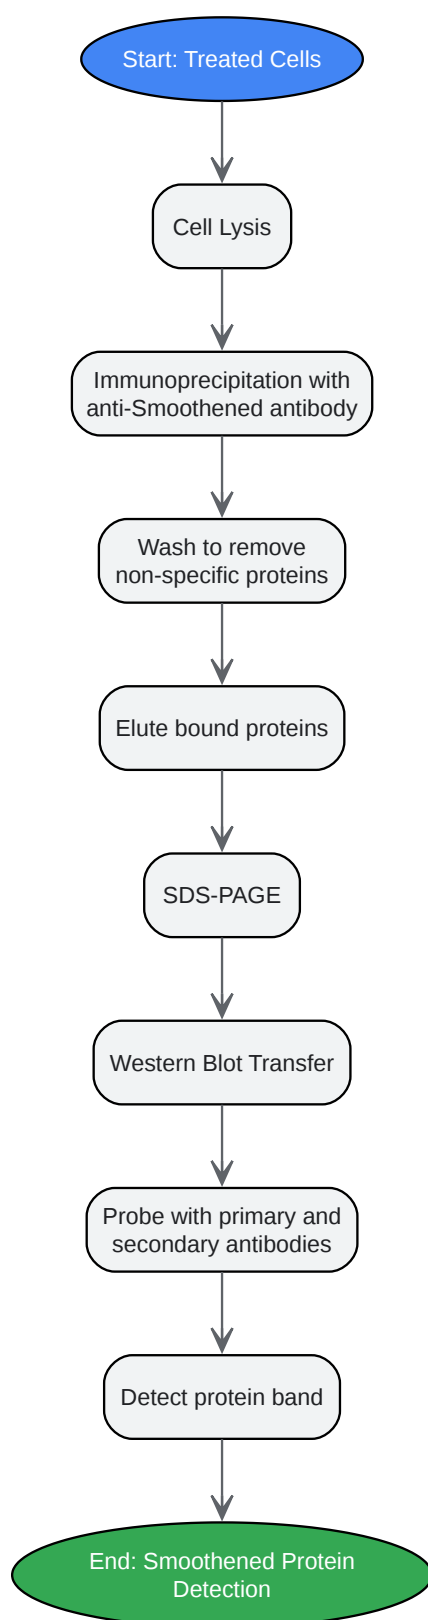 Start: Treated Cells
Cell Lysis
Immunoprecipitation with
anti-Smoothened antibody
Wash to remove
non-specific proteins
Elute bound proteins
SDS-PAGE
Western Blot Transfer
Probe with primary and
secondary antibodies
Detect protein band
End: Smoothened Protein
Detection